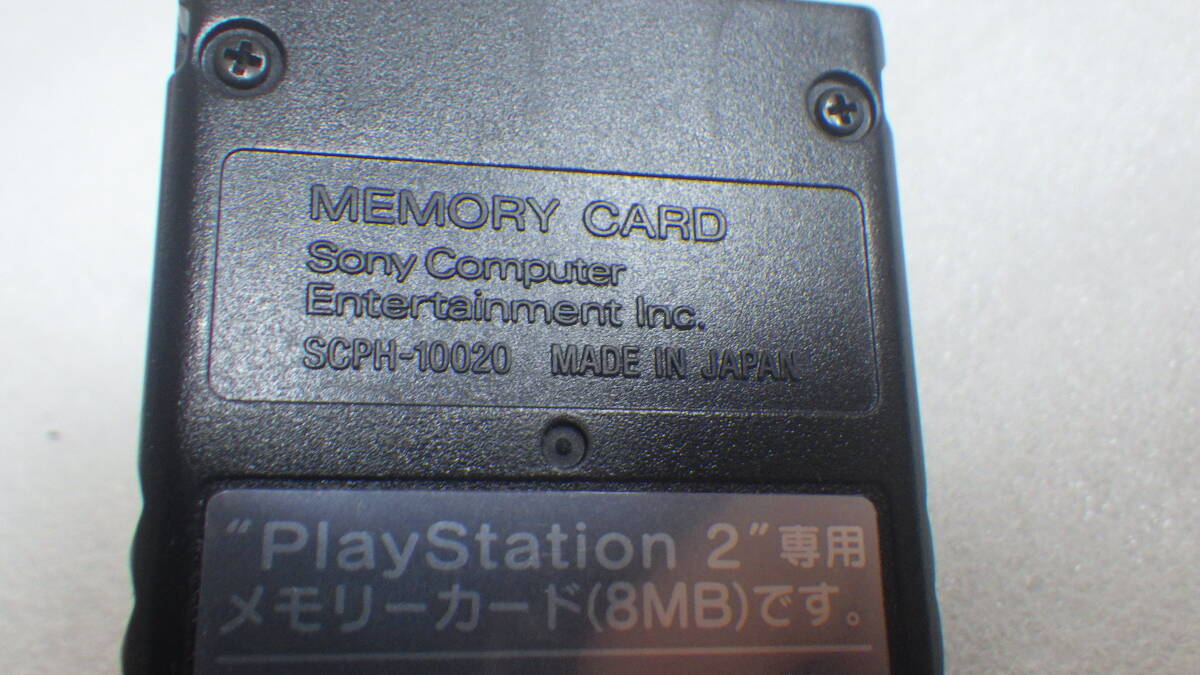 MEMORY CARD
Sony Computer
Entertainment Inc.
SCPH-10020 MADE IN JAPAN
“PlayStation 2”専用
メモリーカード(8MB)です。